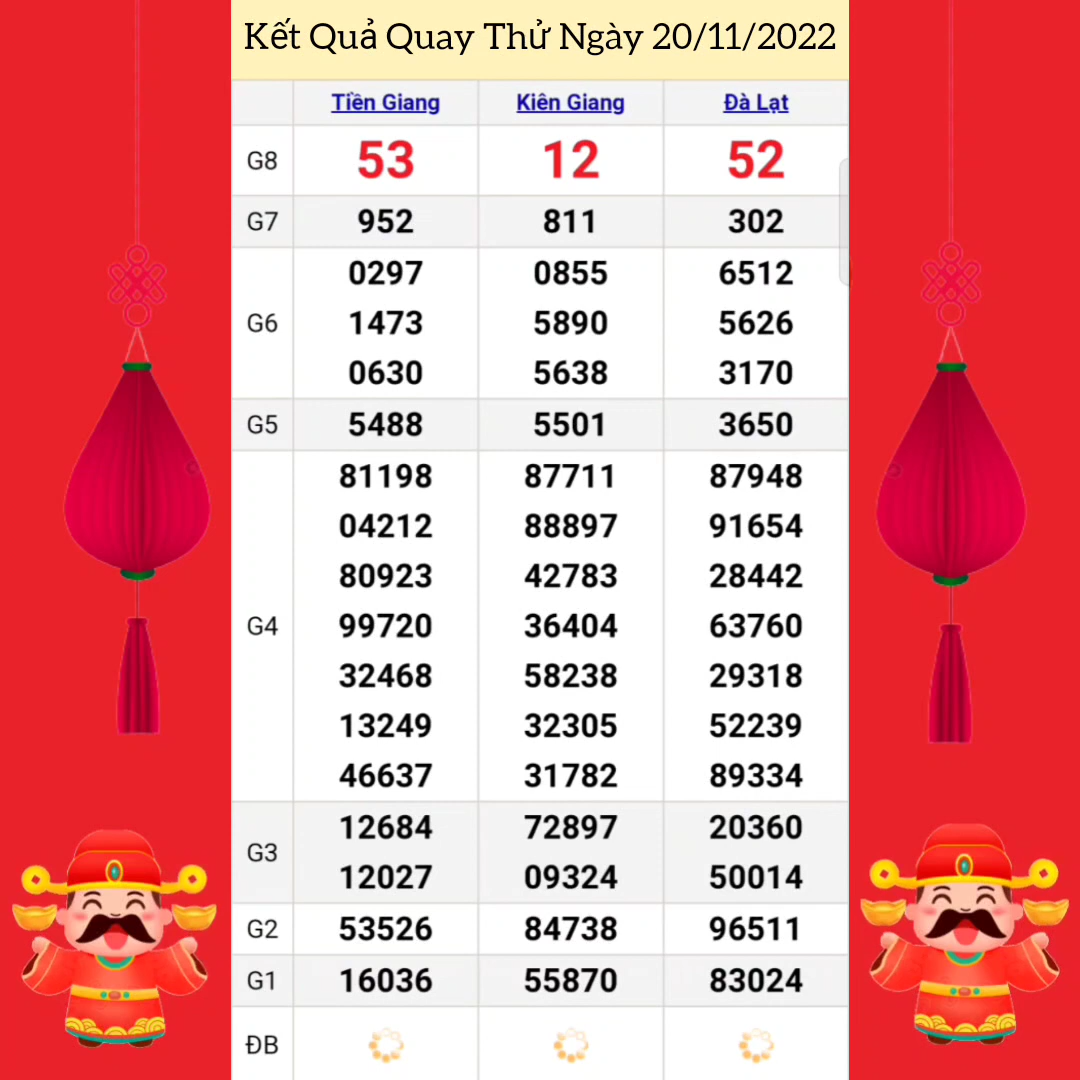 Kết Quả Quay Thử Ngày 20/11/2022
Tiền Giang Kiên Giang Đà Lạt
G8 53 12 52
G7 952 811 302
0297 0855 6512
G6 1473 5890 5626
0630 5638 3170
G5 5488 5501 3650
81198 87711 87948
04212 88897 91654
80923 42783 28442
G4 99720 36404 63760
32468 58238 29318
13249 32305 52239
46637 31782 89334
12684 72897 20360
G3
12027 09324 50014
G2 53526 84738 96511
G1 16036 55870 83024
ĐB